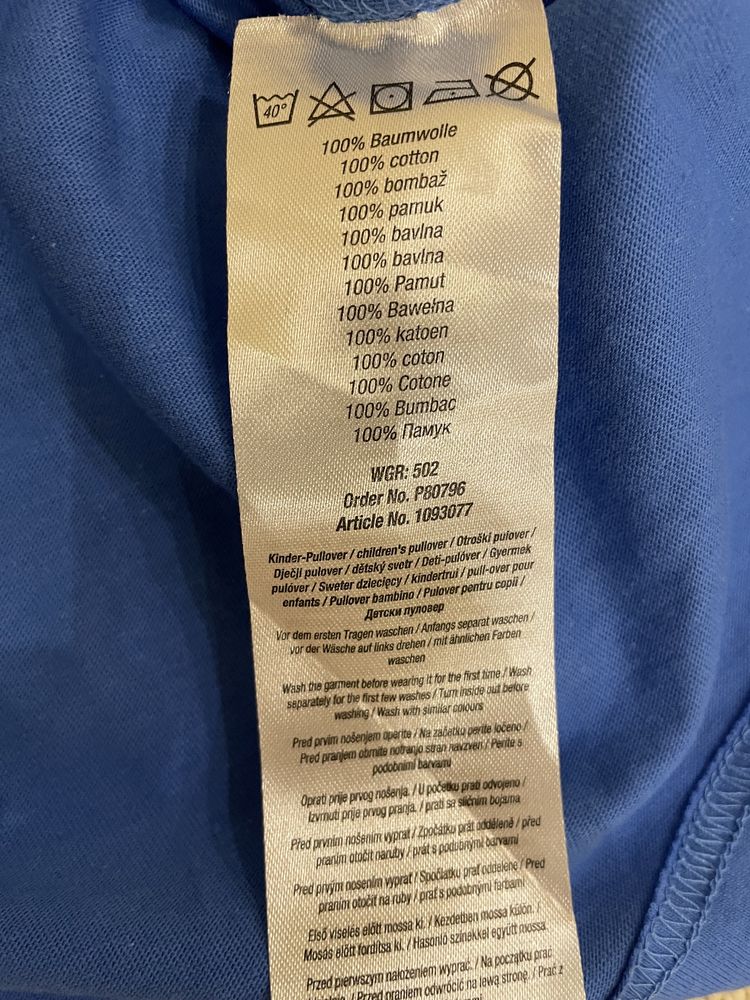 40°
100% Baumwolle
100% cotton
100% bombaž
100% pamuk
100% bavlna
100% bavlna
100% Pamut
100% Bawełna
100% katoen
100% coton
100% Cotone
100% Bumbac
100% Памук
WGR: 502
Order No. P80796
Article No. 1093077
Kinder-Pullover / children's pullover / Otroški pulover /
Dječji pulover / dětský svetr / Deti-pulóver / Gyermek
pulóver / Sweter dziecięcy / kindertrui / pull-over pour
enfants / Pullover bambino / Pulover pentru copii /
Детски пуловер
Vor dem ersten Tragen waschen / Anfangs separat waschen /
vor der Wäsche auf links drehen / mit ähnlichen Farben
waschen
Wash the garment before wearing it for the first time / Wash
separately for the first few washes / Turn inside out before
washing / Wash with similar colours
Pred prvim nošenjem operite / Na začetku perite ločeno /
Pred pranjem obrnite notranjo stran navzven / Perite s
podobnimi barvami
Oprati prije prvog nošenja. / U početku prati odvojeno /
Izvrnuti prije prvog pranja. / prati sa sličnim bojama
Před prvním nošením vyprat / Zpočátku prát odděleně / před
praním otočit naruby / prát s podobnými barvami
Pred prvým nosením vyprať / Spočiatku prať oddelene / Pred
praním otočiť na ruby / prať s podobnými farbami
Első viselés előtt mossa ki. / Kezdetben mossa külön. /
Mosás előtt fordítsa ki. / Hasonló színekkel együtt mossa.
Przed pierwszym nałożeniem wyprać. / Na początku prać
/ Przed praniem odwrócić na lewą stronę. / Prać z